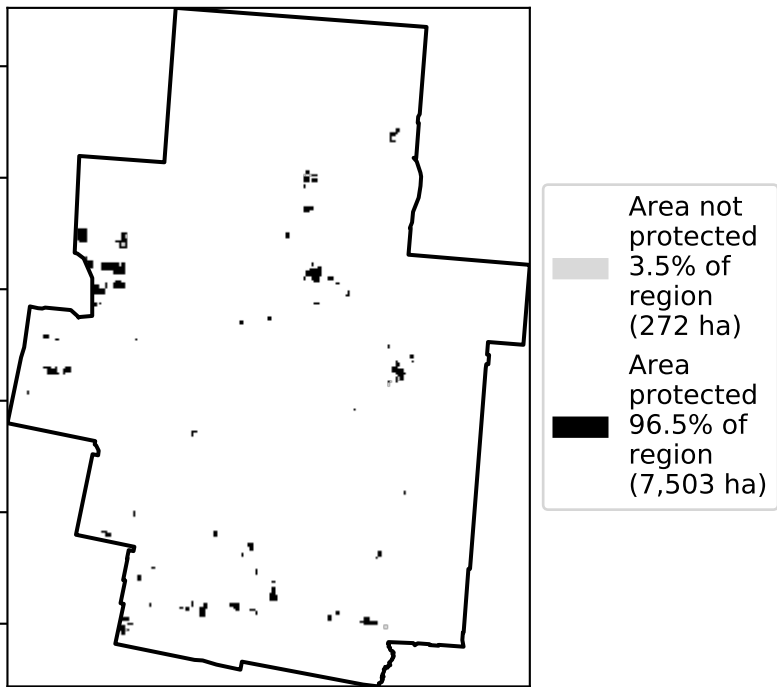 Area not
protected
3.5% of
region
(272 ha)
Area
protected
96.5% of
region
(7,503 ha)